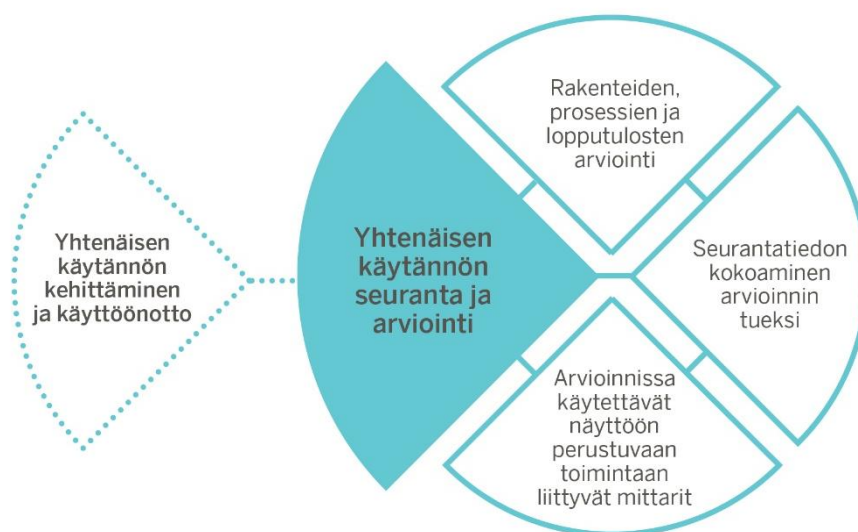 Yhtenäisen
käytännön
kehittäminen
ja käyttöönotto
Yhtenäisen
käytännön
seuranta ja
arviointi
Rakenteiden,
prosessien ja
lopputulosten
arviointi
Seurantatiedon
kokoaminen
arvioinnin
tueksi
Arvioinnissa
käytettävät
näyttöön
perustuvaan
toimintaan
liittyvät mittarit